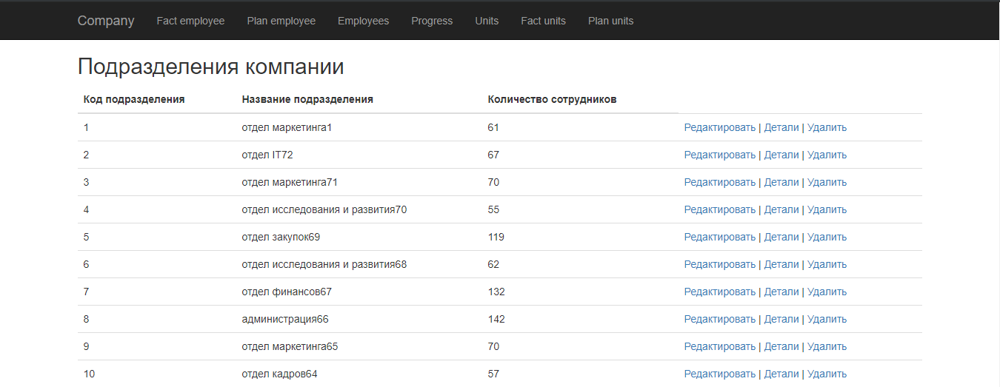 Company Fact employee Plan employee Employees Progress Units Fact units Plan units
Подразделения компании
Код подразделения Название подразделения Количество сотрудников
1 отдел маркетинга1 61 Редактировать | Детали | Удалить
2 отдел IT72 67 Редактировать | Детали | Удалить
3 отдел маркетинга71 70 Редактировать | Детали | Удалить
4 отдел исследования и развития70 55 Редактировать | Детали | Удалить
5 отдел закупок69 119 Редактировать | Детали | Удалить
6 отдел исследования и развития68 62 Редактировать | Детали | Удалить
7 отдел финансов67 132 Редактировать | Детали | Удалить
8 администрация66 142 Редактировать | Детали | Удалить
9 отдел маркетинга65 70 Редактировать | Детали | Удалить
10 отдел кадров64 57 Редактировать | Детали | Удалить